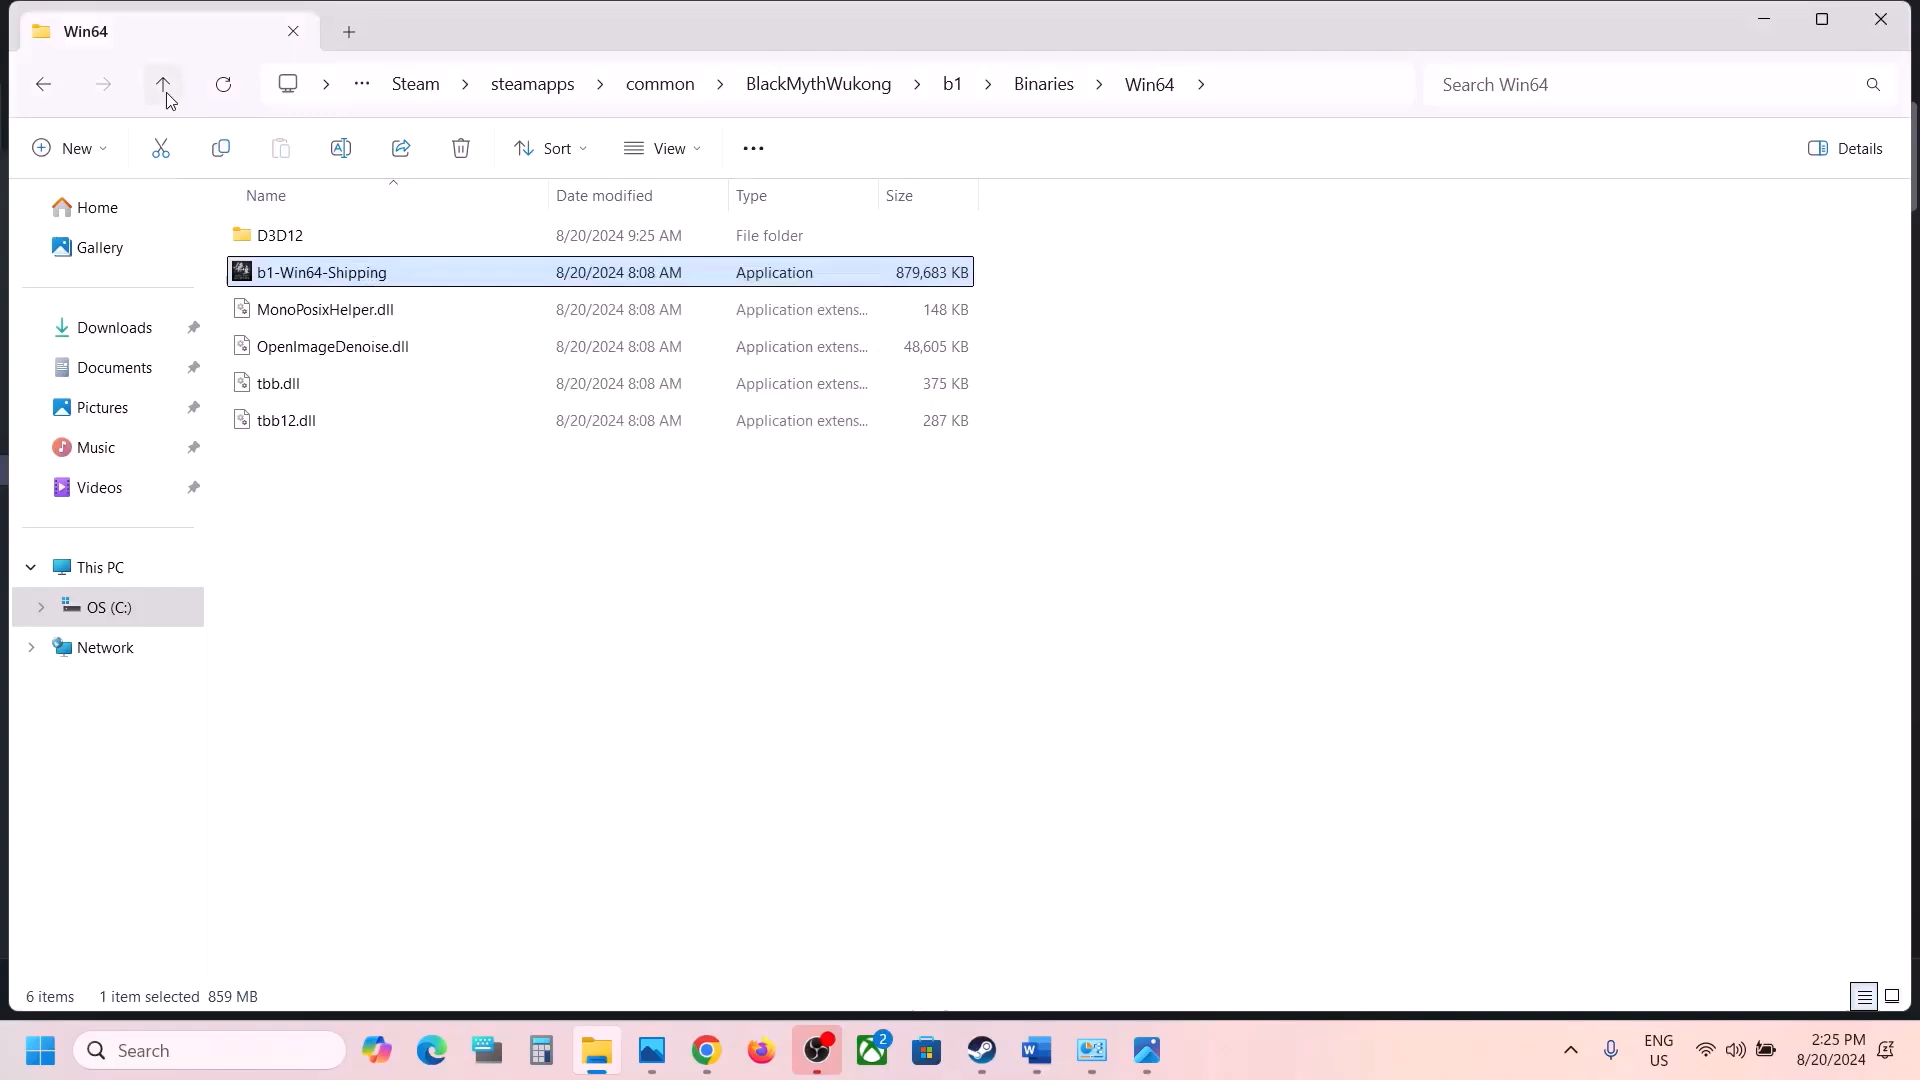 Win64
Steam > steamapps > common > BlackMythWukong > b1 > Binaries > Win64 >
Search Win64
New
Sort
View
Details
Name Date modified Type Size
D3D12 8/20/2024 9:25 AM File folder
b1-Win64-Shipping 8/20/2024 8:08 AM Application 879,683 KB
MonoPosixHelper.dll 8/20/2024 8:08 AM Application extens... 148 KB
OpenImageDenoise.dll 8/20/2024 8:08 AM Application extens... 48,605 KB
tbb.dll 8/20/2024 8:08 AM Application extens... 375 KB
tbb12.dll 8/20/2024 8:08 AM Application extens... 287 KB
Home
Gallery
Downloads
Documents
Pictures
Music
Videos
This PC
OS (C:)
Network
6 items 1 item selected 859 MB
Search
2
ENG
US
2:25 PM
8/20/2024